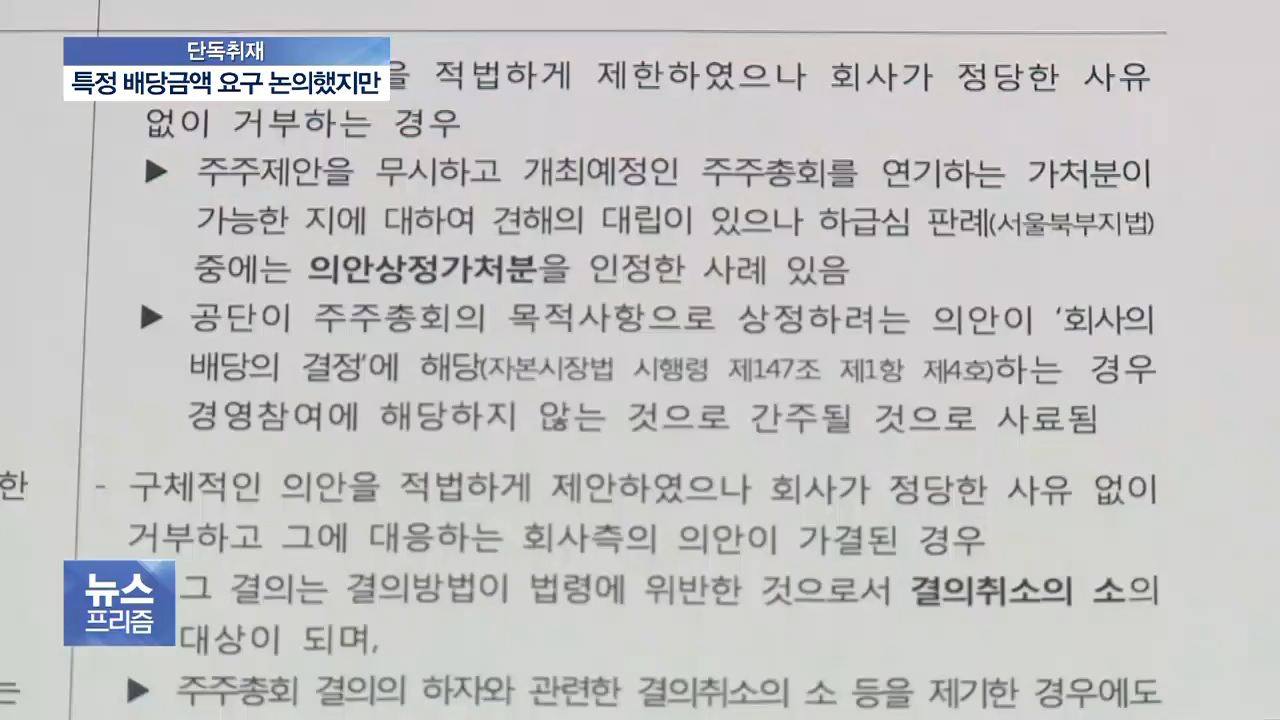 단독취재
특정 배당금액 요구 논의했지만
을 적법하게 제한하였으나 회사가 정당한 사유
없이 거부하는 경우
▶ 주주제안을 무시하고 개최예정인 주주총회를 연기하는 가처분이
가능한 지에 대하여 견해의 대립이 있으나 하급심 판례(서울북부지법)
중에는 의안상정가처분을 인정한 사례 있음
▶ 공단이 주주총회의 목적사항으로 상정하려는 의안이 '회사의
배당의 결정'에 해당(자본시장법 시행령 제147조 제1항 제4호)하는 경우
경영참여에 해당하지 않는 것으로 간주될 것으로 사료됨
한
- 구체적인 의안을 적법하게 제안하였으나 회사가 정당한 사유 없이
거부하고 그에 대응하는 회사측의 의안이 가결된 경우
그 결의는 결의방법이 법령에 위반한 것으로서 결의취소의 소의
대상이 되며,
는
▶ 주주총회 결의의 하자와 관련한 결의취소의 소 등을 제기한 경우에도
뉴스
프리즘